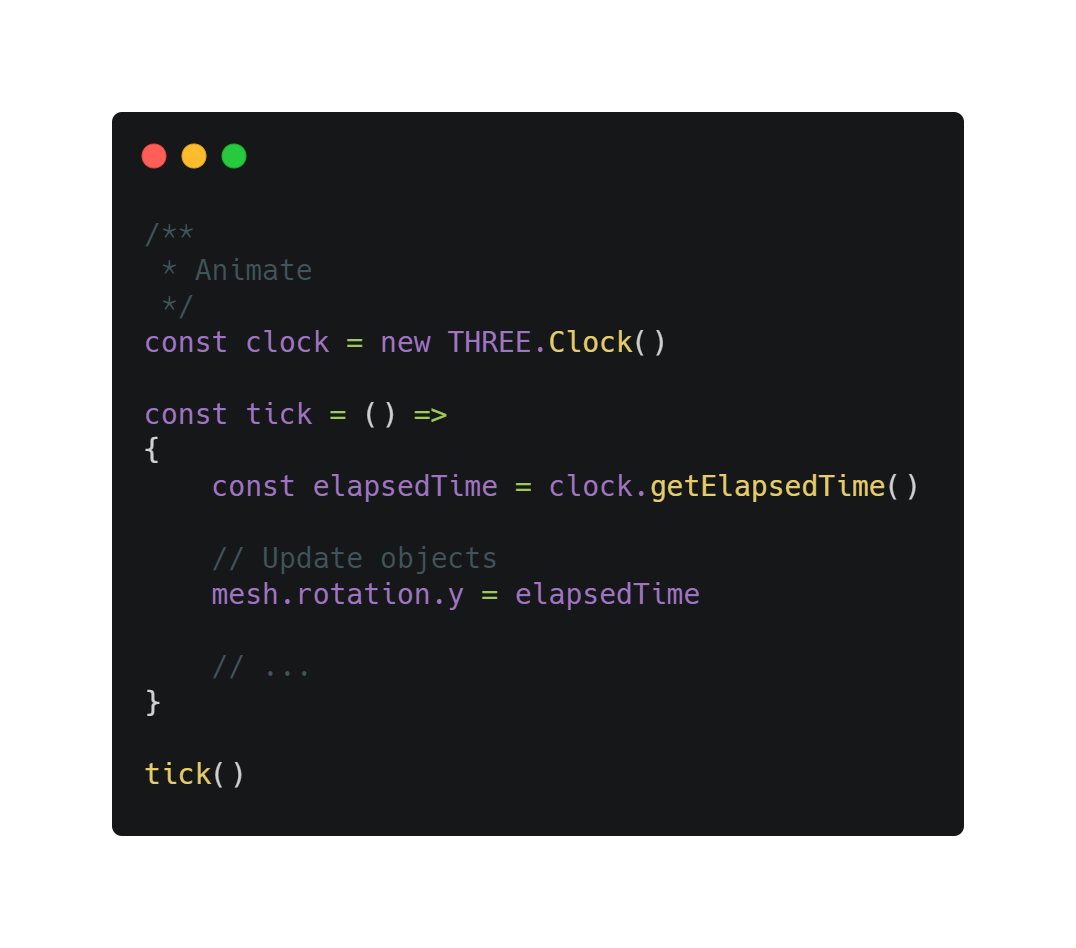 /**
 * Animate
 */
const clock = new THREE.Clock()

const tick = () =>
{
    const elapsedTime = clock.getElapsedTime()

    // Update objects
    mesh.rotation.y = elapsedTime

    // ...
}

tick()